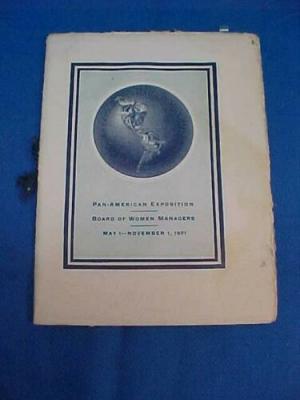 PAN-AMERICAN EXPOSITION
BOARD OF WOMEN MANAGERS
MAY 1—NOVEMBER 1, 1901